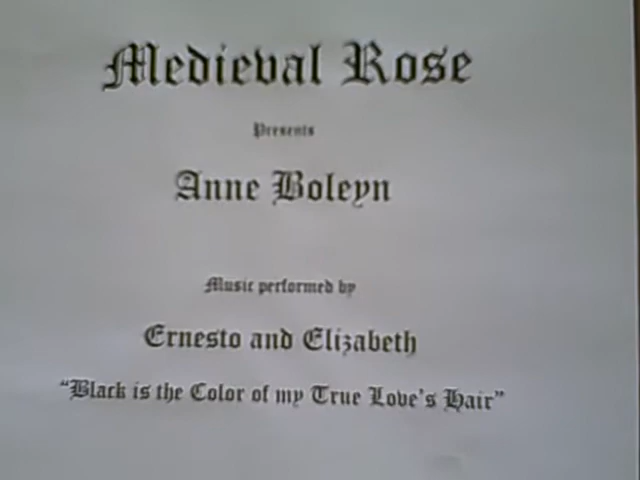 Medieval Rose
Presents
Anne Boleyn
Music performed by
Ernesto and Elizabeth
“Black is the Color of my True Love’s Hair”